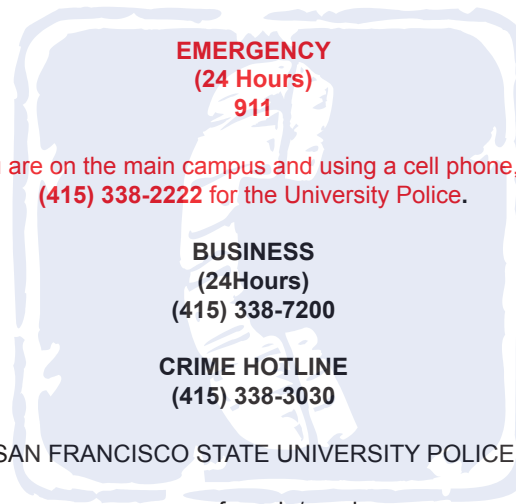 EMERGENCY
(24 Hours)
911
are on the main campus and using a cell phone,
(415) 338-2222 for the University Police.
BUSINESS
(24Hours)
(415) 338-7200
CRIME HOTLINE
(415) 338-3030
SAN FRANCISCO STATE UNIVERSITY POLICE